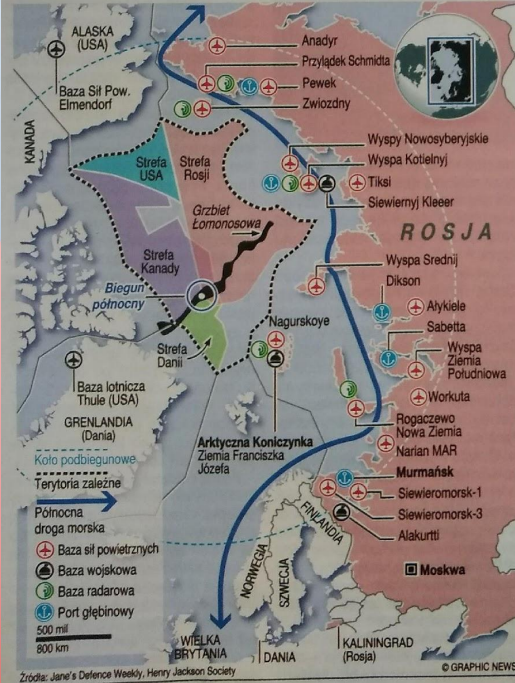 ALASKA
(USA)
Baza Sił Pow.
Elmendorf
KANADA
Anadyr
Przylądek Schmidta
Pewek
Zwiozdny
Wyspy Nowosyberyjskie
Wyspa Kotielnyj
Tiksi
Siewiernyj Kleeer
ROSJA
Strefa
USA
Strefa
Rosji
Grzbiet
Łomonosowa
Strefa
Kanady
Biegun
północny
Strefa
Danii
Wyspa Srednij
Dikson
Ałykiele
Sabetta
Wyspa
Ziemia
Południowa
Workuta
Nagurskoye
Baza lotnicza
Thule (USA)
GRENLANDIA
(Dania)
Arktyczna Koniczynka
Ziemia Franciszka
Józefa
Rogaczewo
Nowa Ziemia
Narian MAR
Murmańsk
Siewieromorsk-1
Siewieromorsk-3
Alakurtti
Moskwa
FINLANDIA
NORWEGIA
SZWECJA
WIELKA
BRYTANIA
DANIA
KALININGRAD
(Rosja)
Koło podbiegunowe
Terytoria zależne
Północna
droga morska
Baza sił powietrznych
Baza wojskowa
Baza radarowa
Port głębinowy
500 mil
800 km
Źródła: Jane's Defence Weekly, Henry Jackson Society
© GRAPHIC NEWS